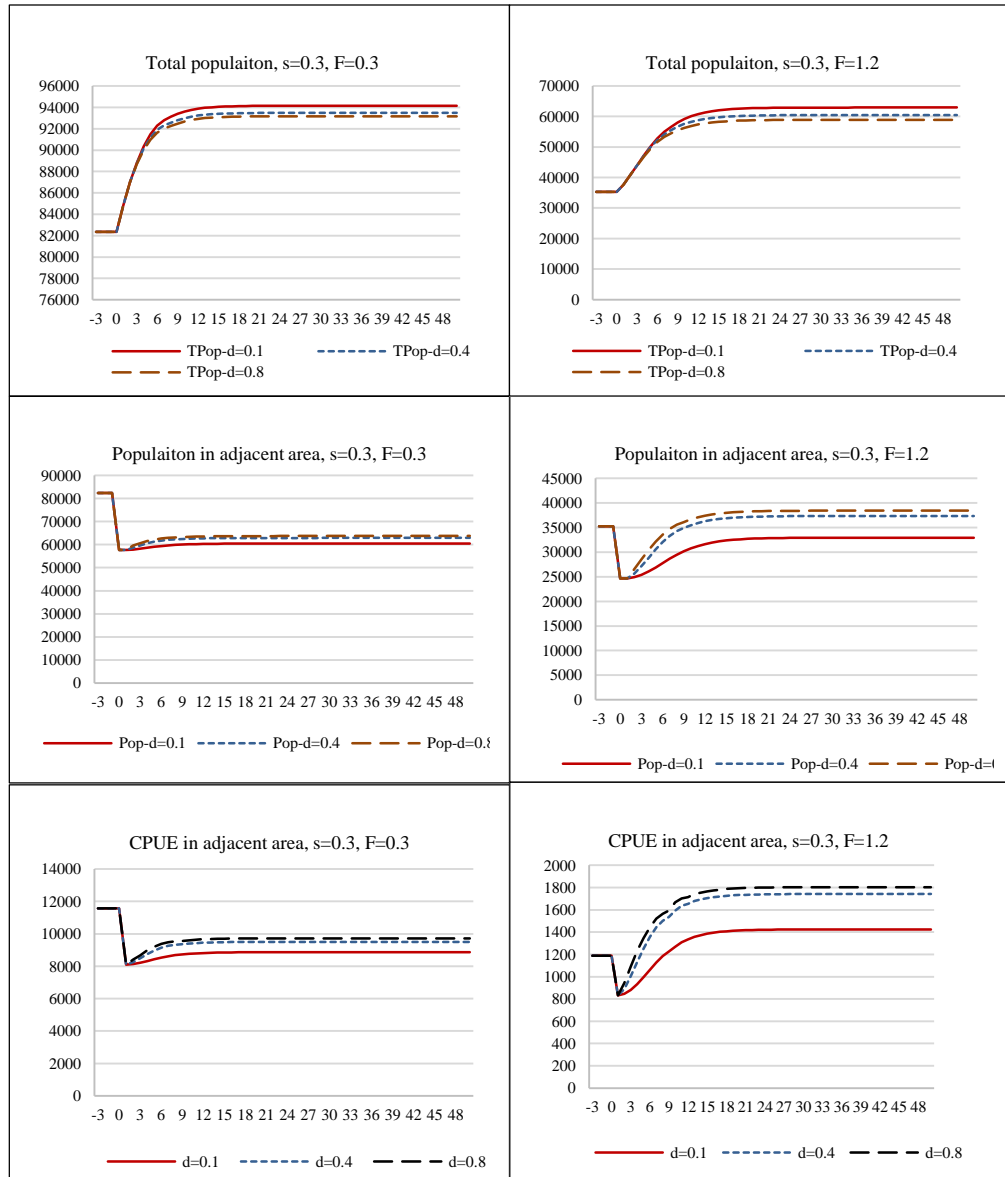 Total populaiton, s=0.3, F=0.3
96000
94000
92000
90000
88000
86000
84000
82000
80000
78000
76000
-3 0 3 6 9 12 15 18 21 24 27 30 33 36 39 42 45 48
TPop-d=0.1 TPop-d=0.4
TPop-d=0.8
Total populaiton, s=0.3, F=1.2
70000
60000
50000
40000
30000
20000
10000
0
-3 0 3 6 9 12 15 18 21 24 27 30 33 36 39 42 45 48
TPop-d=0.1 TPop-d=0.4
TPop-d=0.8
Populaiton in adjacent area, s=0.3, F=0.3
90000
80000
70000
60000
50000
40000
30000
20000
10000
0
-3 0 3 6 9 12 15 18 21 24 27 30 33 36 39 42 45 48
Pop-d=0.1 Pop-d=0.4 Pop-d=0.8
Populaiton in adjacent area, s=0.3, F=1.2
45000
40000
35000
30000
25000
20000
15000
10000
5000
0
-3 0 3 6 9 12 15 18 21 24 27 30 33 36 39 42 45 48
Pop-d=0.1 Pop-d=0.4
CPUE in adjacent area, s=0.3, F=0.3
14000
12000
10000
8000
6000
4000
2000
0
-3 0 3 6 9 12 15 18 21 24 27 30 33 36 39 42 45 48
d=0.1 d=0.4 d=0.8
CPUE in adjacent area, s=0.3, F=1.2
2000
1800
1600
1400
1200
1000
800
600
400
200
0
-3 0 3 6 9 12 15 18 21 24 27 30 33 36 39 42 45 48
d=0.1 d=0.4 d=0.8